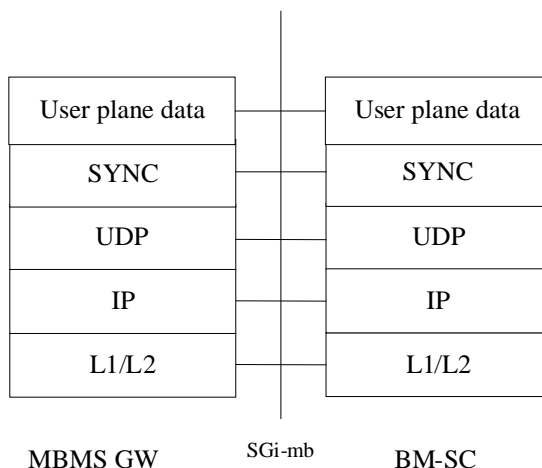 User plane data User plane data
SYNC SYNC
UDP UDP
IP IP
L1/L2 L1/L2
MBMS GW SGi-mb BM-SC